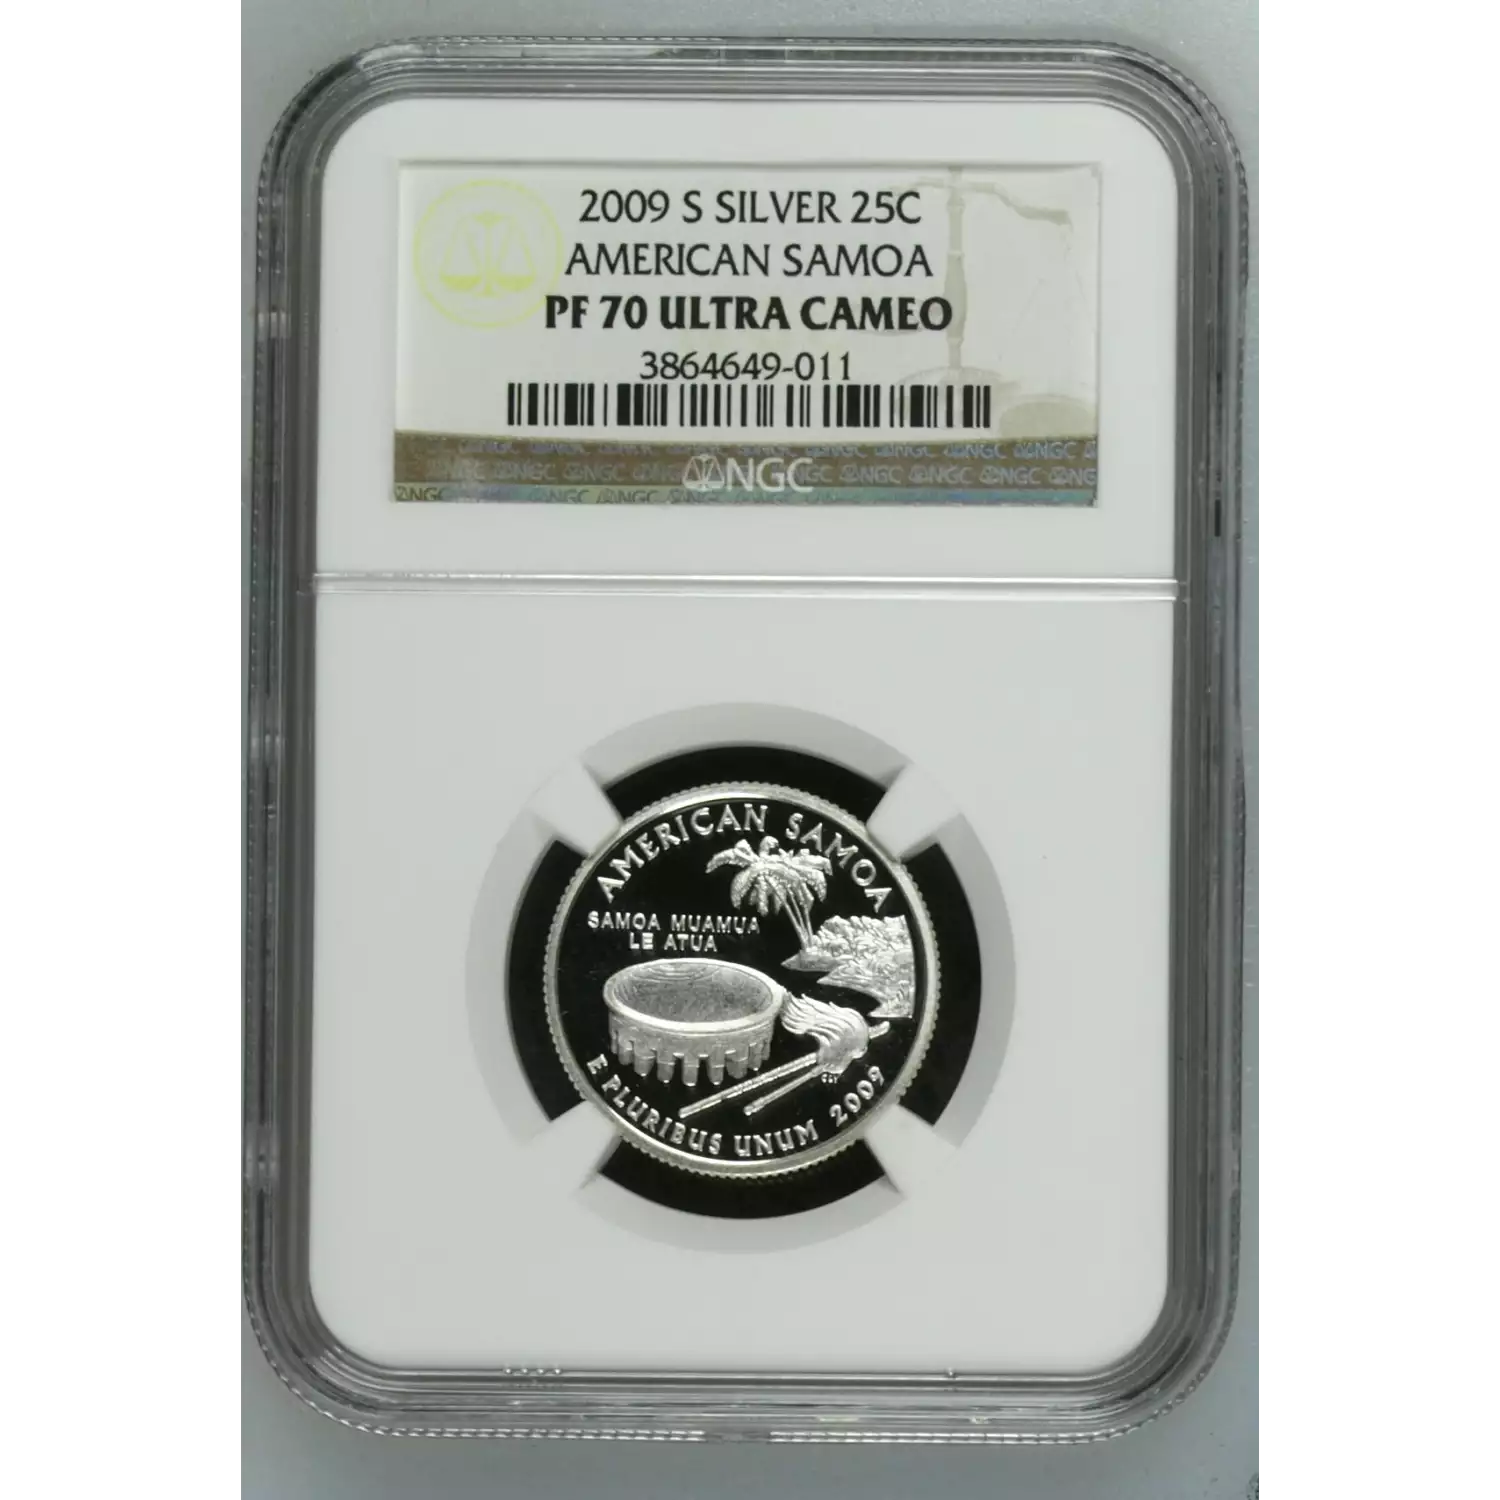 2009 S SILVER 25C
AMERICAN SAMOA
PF 70 ULTRA CAMEO
3864649-011
NGC
AMERICAN SAMOA
SAMOA MUAMUA
LE ATUA
E PLURIBUS UNUM 2009